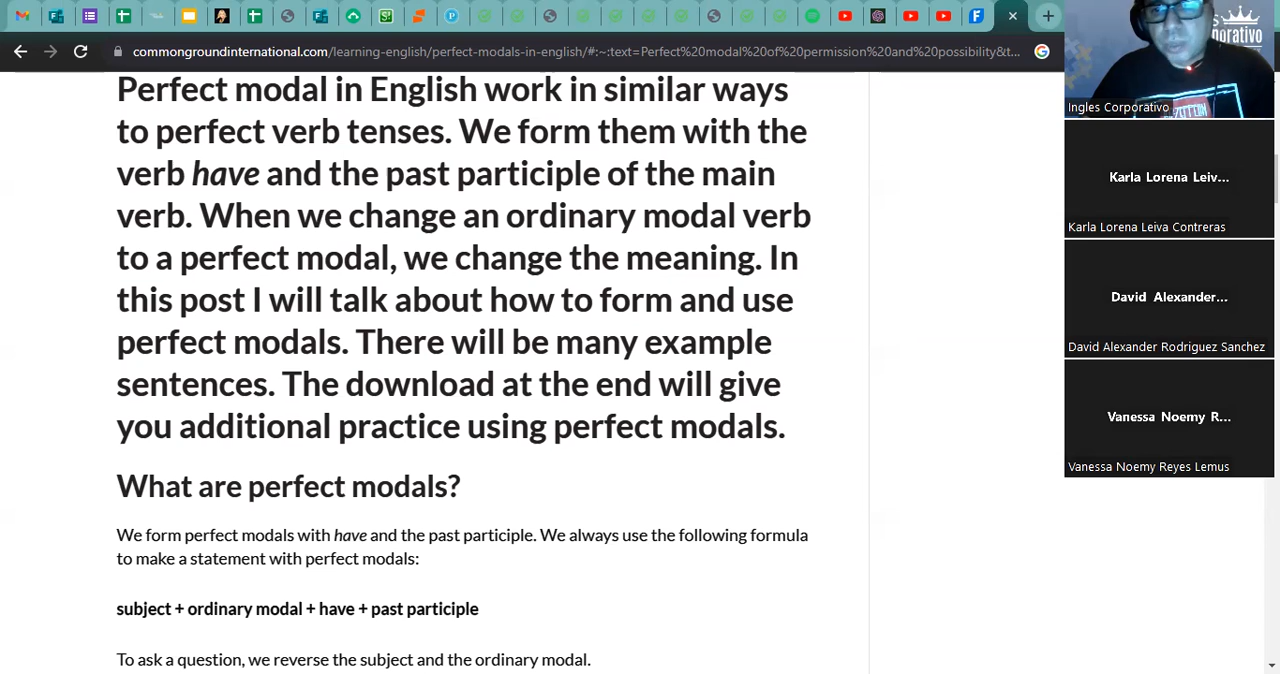 commongroundinternational.com/learning-english/perfect-modals-in-english/#:~:text=Perfect%20modal%20of%20permission%20and%20possibility&t...
Perfect modal in English work in similar ways
to perfect verb tenses. We form them with the
verb have and the past participle of the main
verb. When we change an ordinary modal verb
to a perfect modal, we change the meaning. In
this post I will talk about how to form and use
perfect modals. There will be many example
sentences. The download at the end will give
you additional practice using perfect modals.
What are perfect modals?
We form perfect modals with have and the past participle. We always use the following formula
to make a statement with perfect modals:
subject + ordinary modal + have + past participle
To ask a question, we reverse the subject and the ordinary modal.
Ingles Corporativo
Karla Lorena Leiv...
Karla Lorena Leiva Contreras
David Alexander...
David Alexander Rodriguez Sanchez
Vanessa Noemy R...
Vanessa Noemy Reyes Lemus